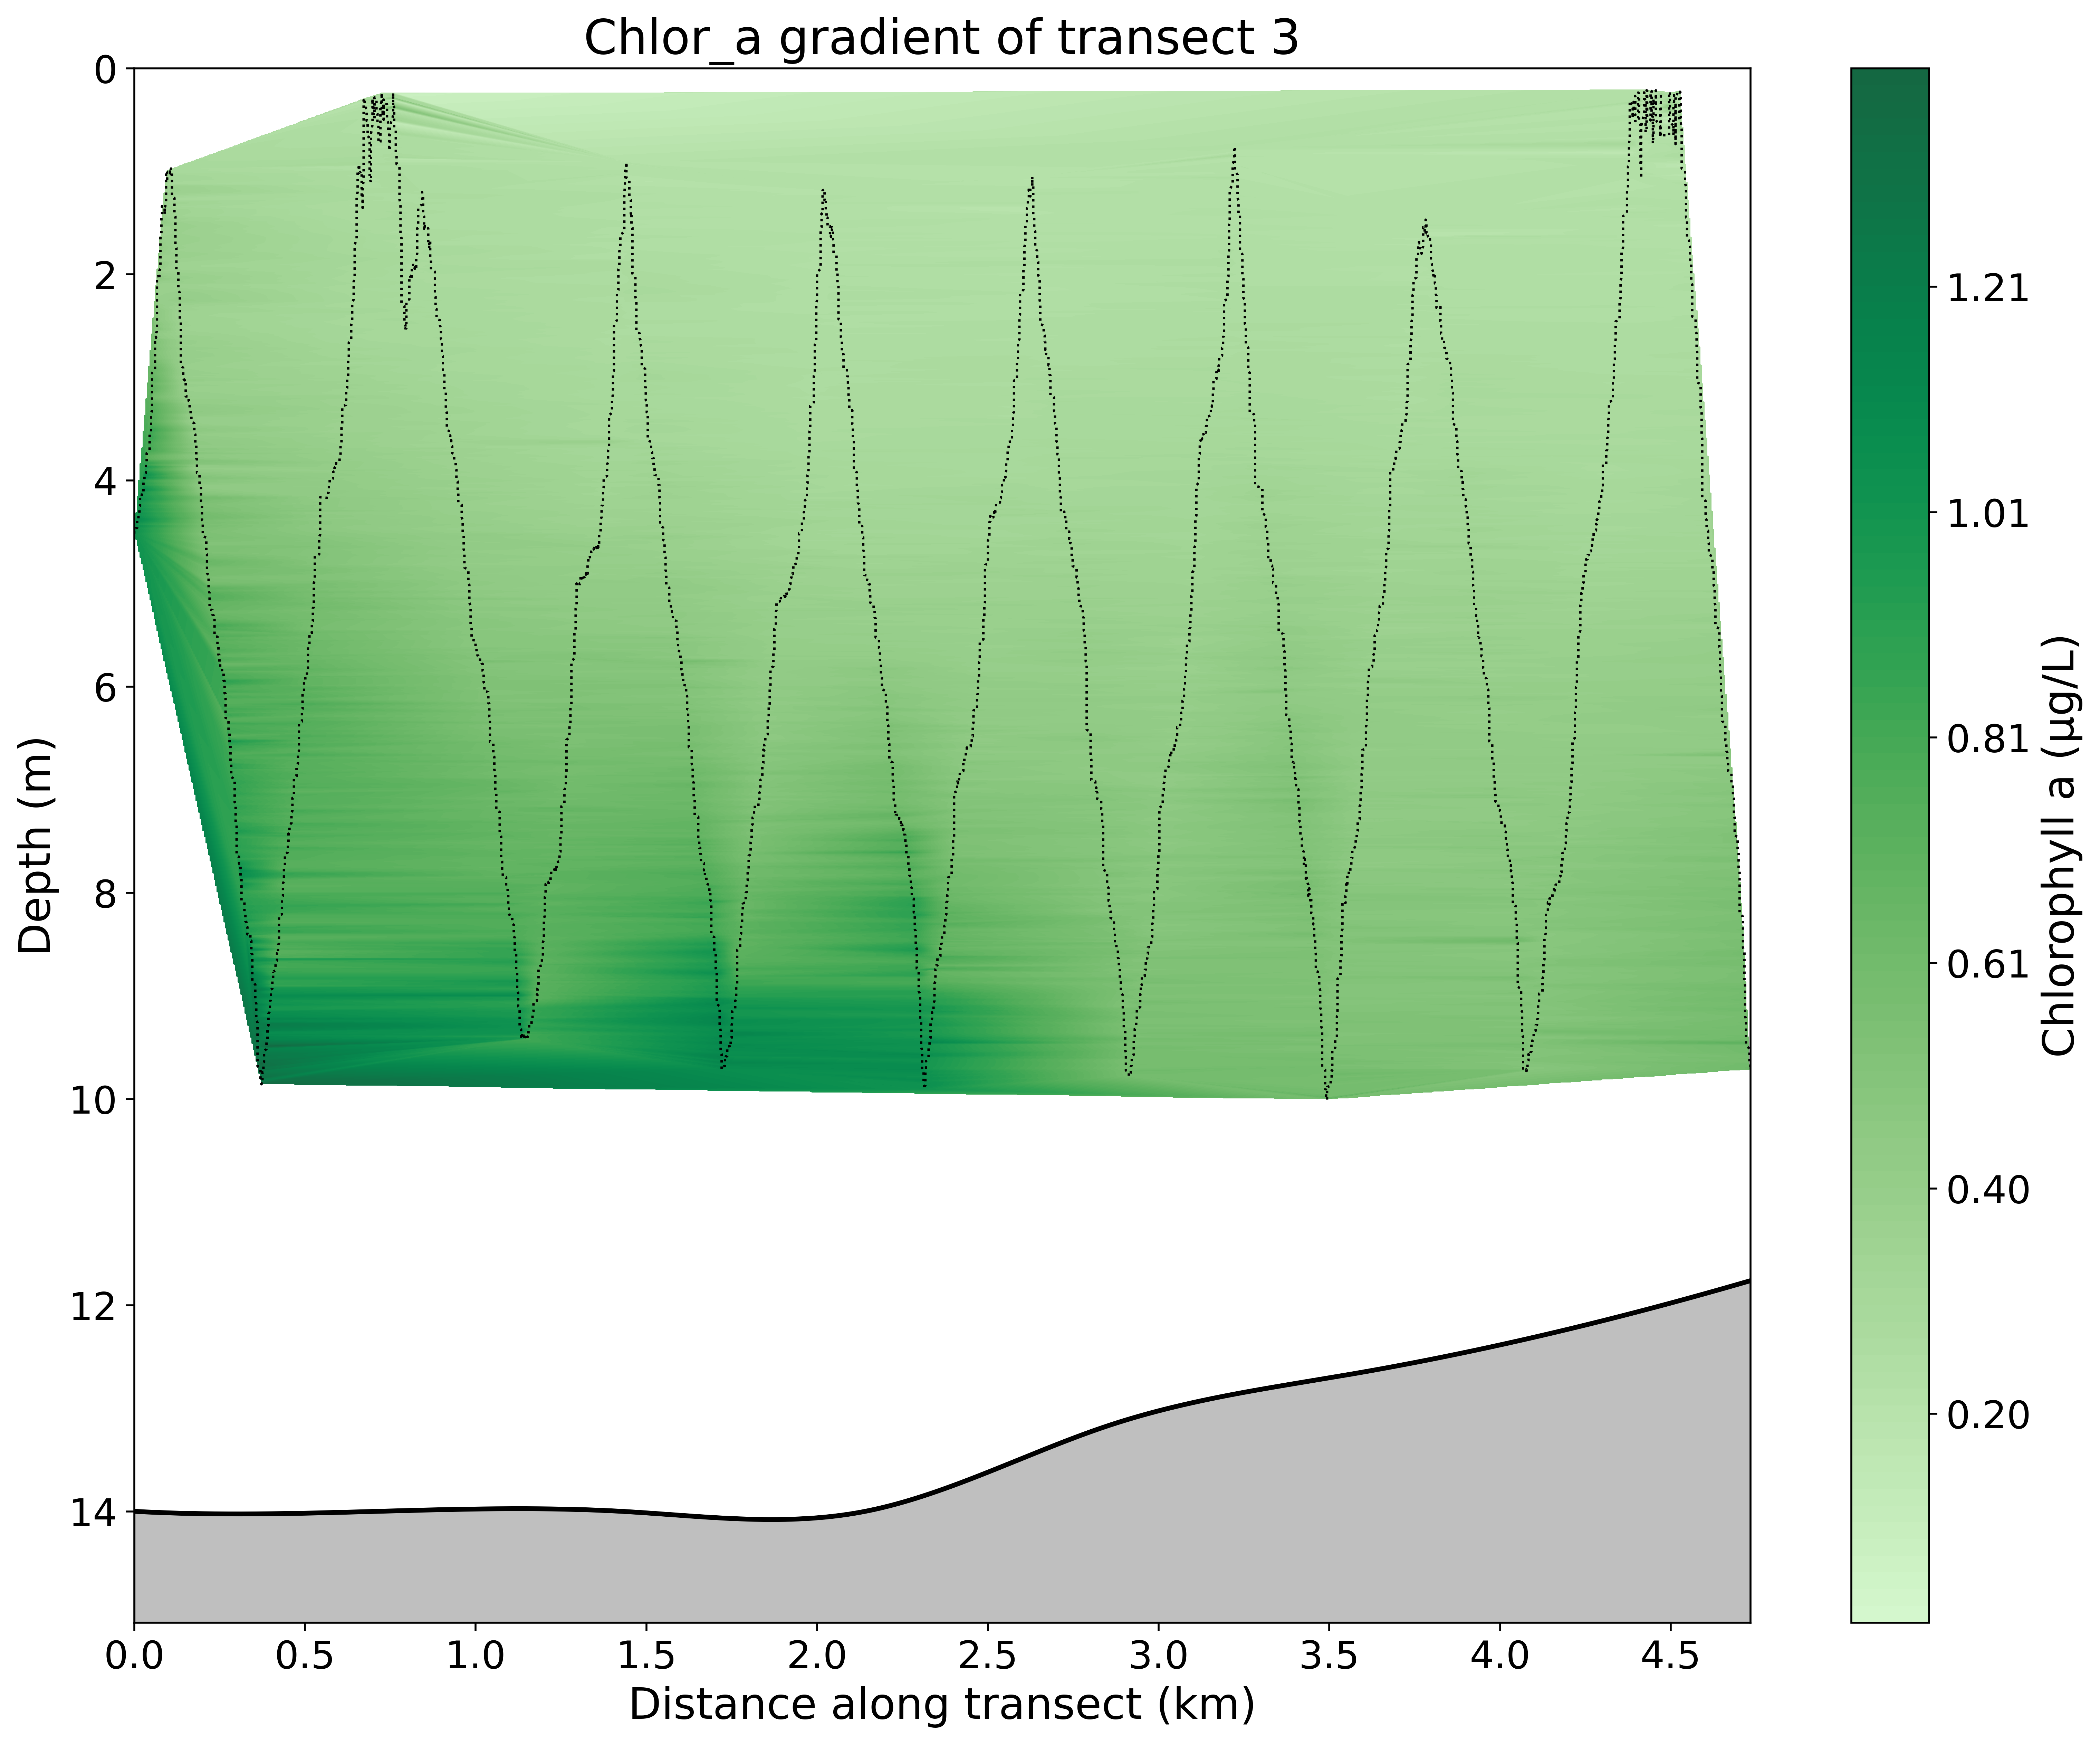 Chlor_a gradient of transect 3
0
2
4
6
8
10
12
14
Depth (m)
0.0 0.5 1.0 1.5 2.0 2.5 3.0 3.5 4.0 4.5
Distance along transect (km)
1.21
1.01
0.81
0.61
0.40
0.20
Chlorophyll a (µg/L)